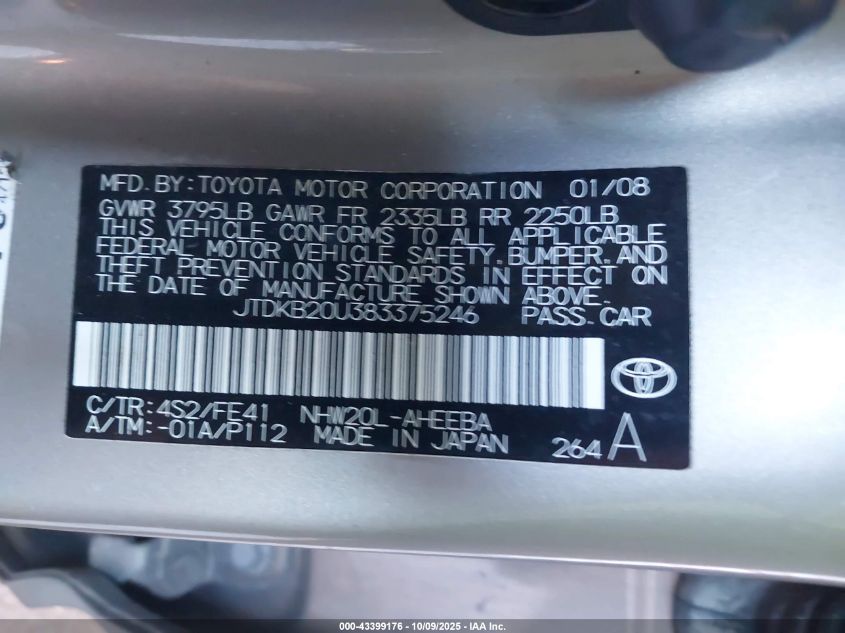 MFD. BY: TOYOTA MOTOR CORPORATION 01/08
GVWR 3795LB GAWR FR 2335LB RR 2250LB
THIS VEHICLE CONFORMS TO ALL APPLICABLE
FEDERAL MOTOR VEHICLE SAFETY, BUMPER, AND
THEFT PREVENTION STANDARDS IN EFFECT ON
THE DATE OF MANUFACTURE SHOWN ABOVE.
JTDKB20U383375246 PASS. CAR
C/TR: 4S2/FE41 NHW20L-AHEEBA
A/TM: -01A/P112 MADE IN JAPAN 264 A
000-43399176 - 10/09/2025 - IAA Inc.